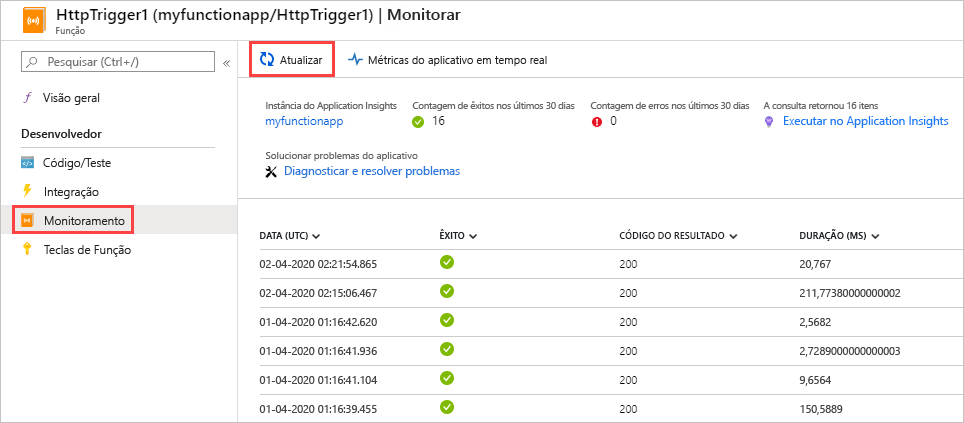 HttpTrigger1 (myfunctionapp/HttpTrigger1) | Monitorar
Função
Pesquisar (Ctrl+/)
«
Visão geral
Desenvolvedor
Código/Teste
Integração
Monitoramento
Teclas de Função
Atualizar
Métricas do aplicativo em tempo real
Instância do Application Insights
myfunctionapp
Contagem de êxitos nos últimos 30 dias
16
Contagem de erros nos últimos 30 dias
0
A consulta retornou 16 itens
Executar no Application Insights
Solucionar problemas do aplicativo
Diagnosticar e resolver problemas
DATA (UTC) ÊXITO CÓDIGO DO RESULTADO DURAÇÃO (MS)
02-04-2020 02:21:54.865 200 20,767
02-04-2020 02:15:06.467 200 211,77380000000002
01-04-2020 01:16:42.620 200 2,5682
01-04-2020 01:16:41.936 200 2,7289000000000003
01-04-2020 01:16:41.104 200 9,6564
01-04-2020 01:16:39.455 200 150,5889